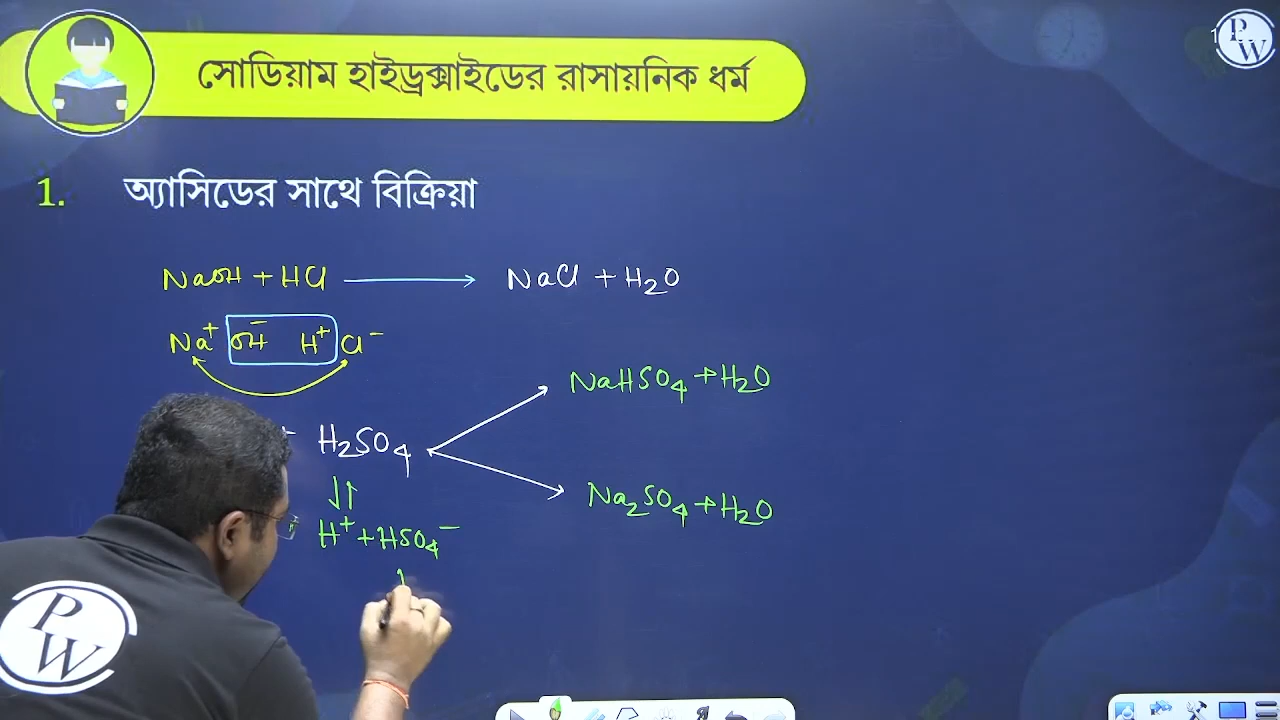 সোডিয়াম হাইড্রক্সাইডের রাসায়নিক ধর্ম
PW
1. অ্যাসিডের সাথে বিক্রিয়া
NaOH + HCl ⟶ NaCl + H₂O
Na⁺ OH⁻ H⁺ Cl⁻
NaHSO₄ + H₂O
+ H₂SO₄
Na₂SO₄ + H₂O
H⁺ + HSO₄⁻
PW